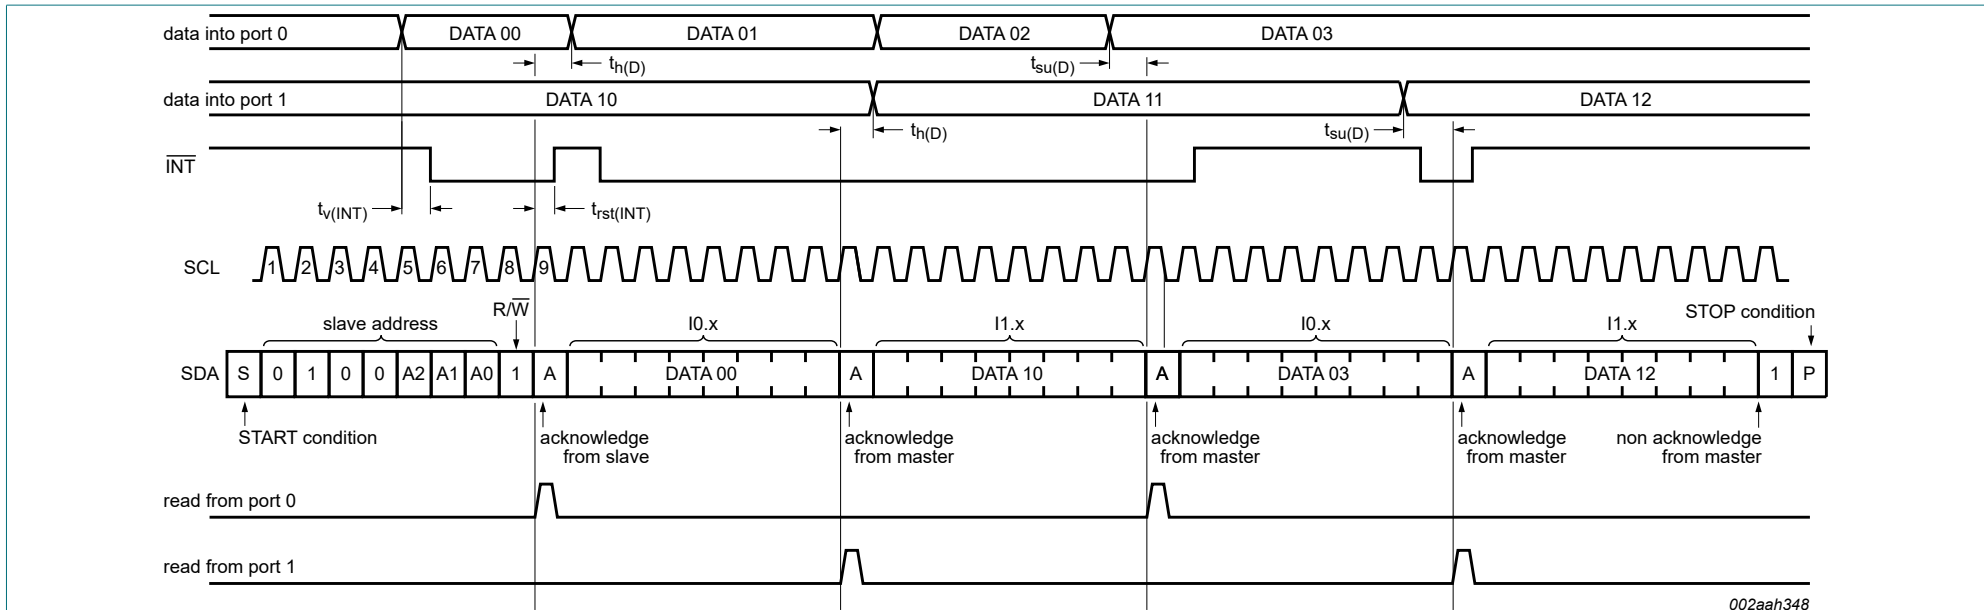 data into port 0 DATA 00 DATA 01 DATA 02 DATA 03
th(D) tsu(D)
data into port 1 DATA 10 DATA 11 DATA 12
th(D) tsu(D)
INT
tv(INT) trst(INT)
SCL 1 2 3 4 5 6 7 8 9
R/W
slave address I0.x I1.x I0.x I1.x STOP condition
SDA S 0 1 0 0 A2 A1 A0 1 A DATA 00 A DATA 10 A DATA 03 A DATA 12 1 P
START condition acknowledge acknowledge acknowledge acknowledge non acknowledge
from slave from master from master from master from master
read from port 0
read from port 1
002aah348